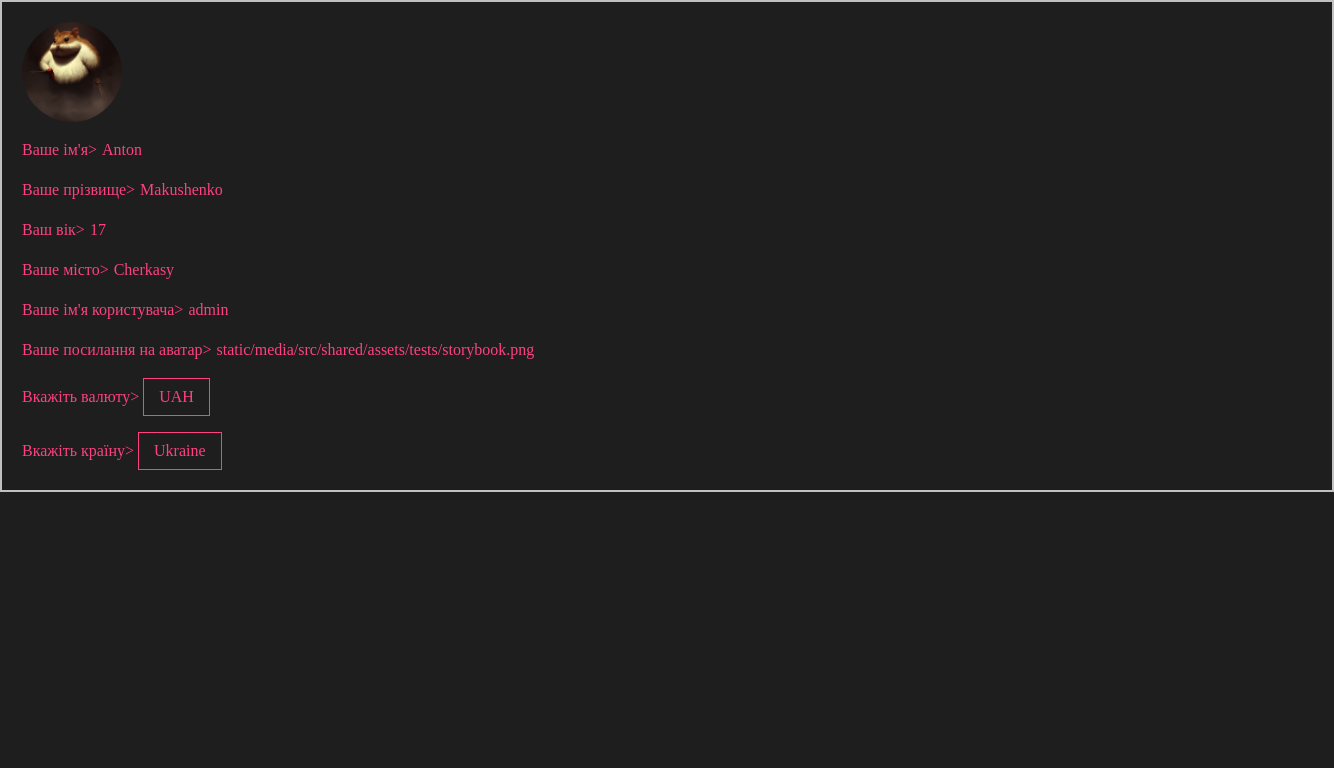 Ваше ім'я> Anton
Ваше прізвище> Makushenko
Ваш вік> 17
Ваше місто> Cherkasy
Ваше ім'я користувача> admin
Ваше посилання на аватар> static/media/src/shared/assets/tests/storybook.png
Вкажіть валюту> UAH
Вкажіть країну> Ukraine